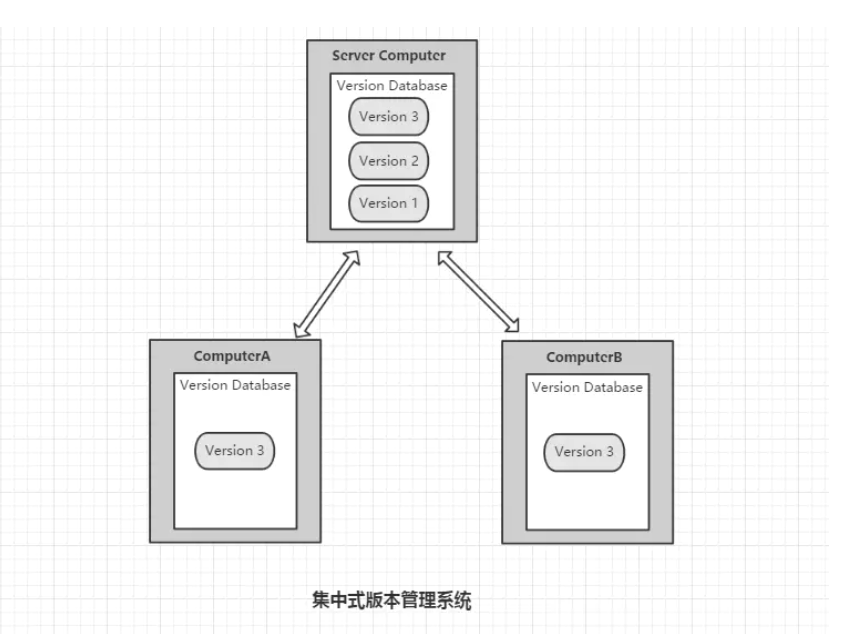 Server Computer
Version Database
Version 3
Version 2
Version 1
ComputerA
Version Database
Version 3
ComputerB
Version Database
Version 3
集中式版本管理系统